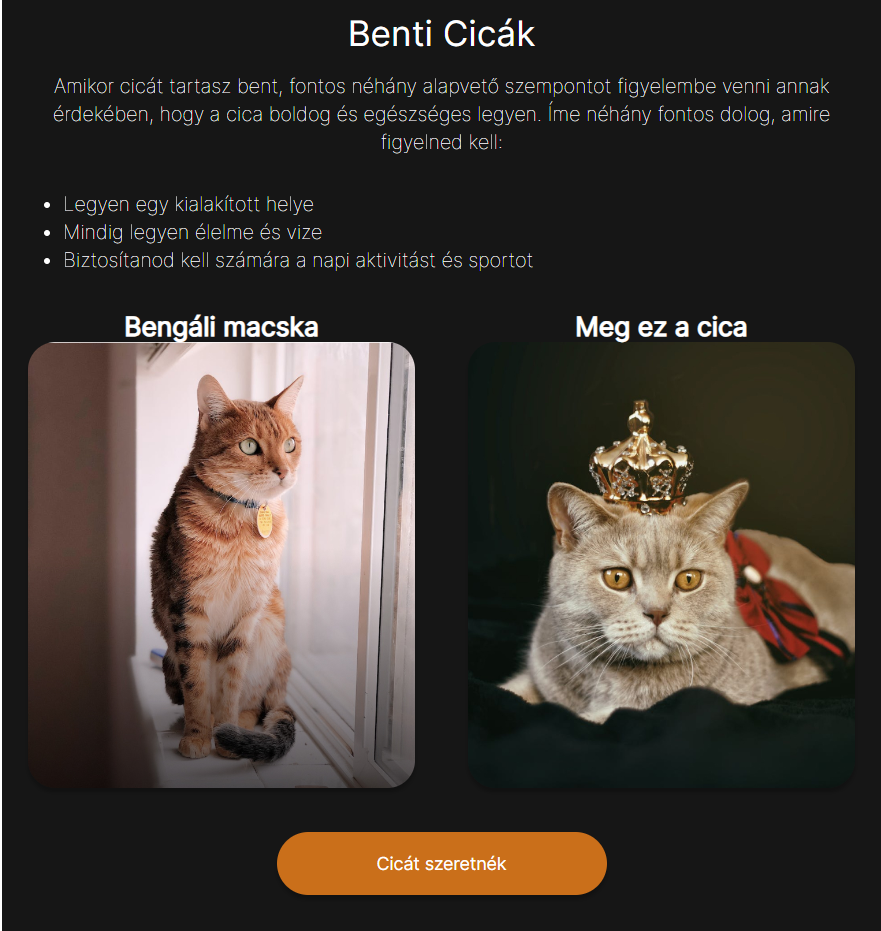 Benti Cicák
Amikor cicát tartasz bent, fontos néhány alapvető szempontot figyelembe venni annak
érdekében, hogy a cica boldog és egészséges legyen. Íme néhány fontos dolog, amire
figyelned kell:
Legyen egy kialakított helye
Mindig legyen élelme és vize
Biztosítanod kell számára a napi aktivitást és sportot
Bengáli macska
Meg ez a cica
Cicát szeretnék